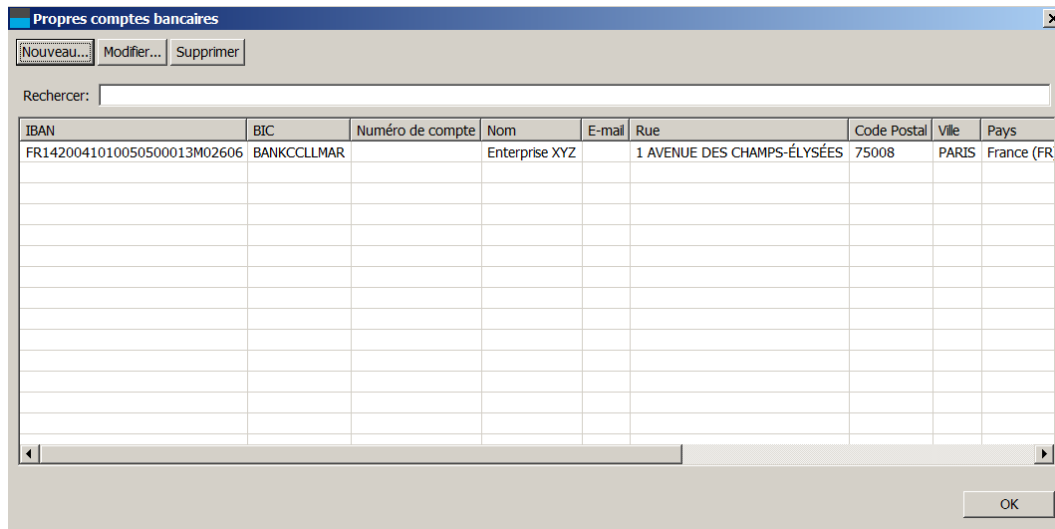 Propres comptes bancaires
Nouveau... Modifier... Supprimer
Rechercer:
IBAN BIC Numéro de compte Nom E-mail Rue Code Postal Ville Pays
FR1420041010050500013M02606 BANKCCLLMAR Enterprise XYZ 1 AVENUE DES CHAMPS-ÉLYSÉES 75008 PARIS France (FR
OK